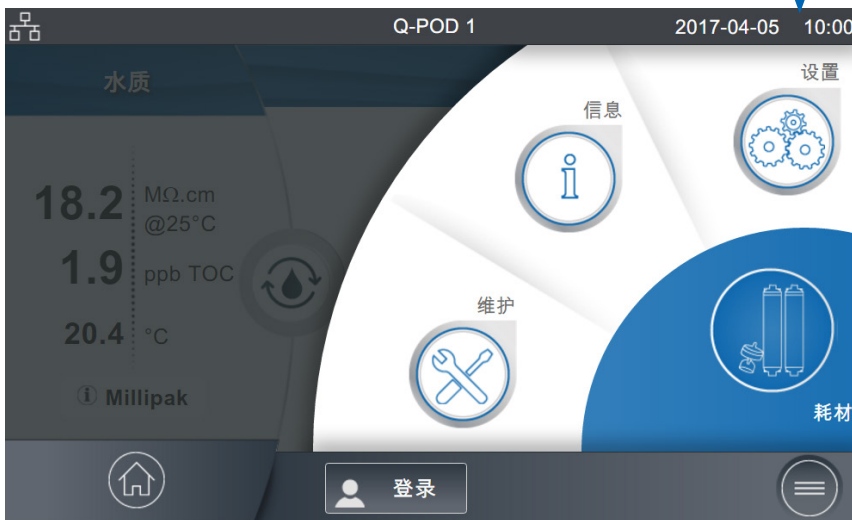 Q-POD 1
2017-04-05 10:00
水质
18.2 MΩ.cm
@25°C
1.9 ppb TOC
20.4 °C
i Millipak
设置
信息
维护
耗材
登录